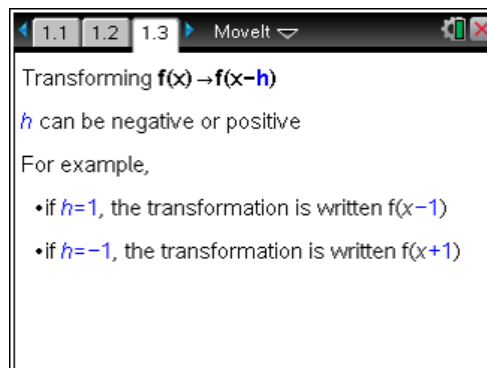 1.1 1.2 1.3 MoveIt
Transforming f(x)→f(x−h)
h can be negative or positive
For example,
•if h=1, the transformation is written f(x−1)
•if h=−1, the transformation is written f(x+1)